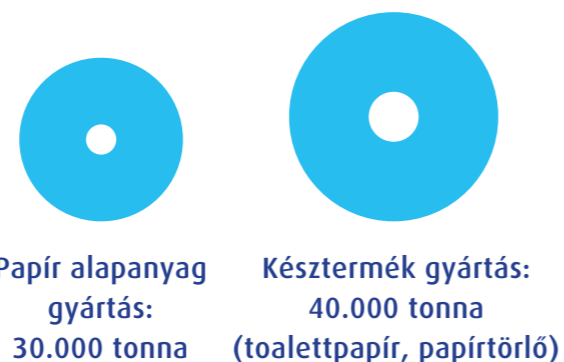 Papír alapanyag
gyártás:
30.000 tonna
Késztermék gyártás:
40.000 tonna
(toalettpapír, papírtörlő)